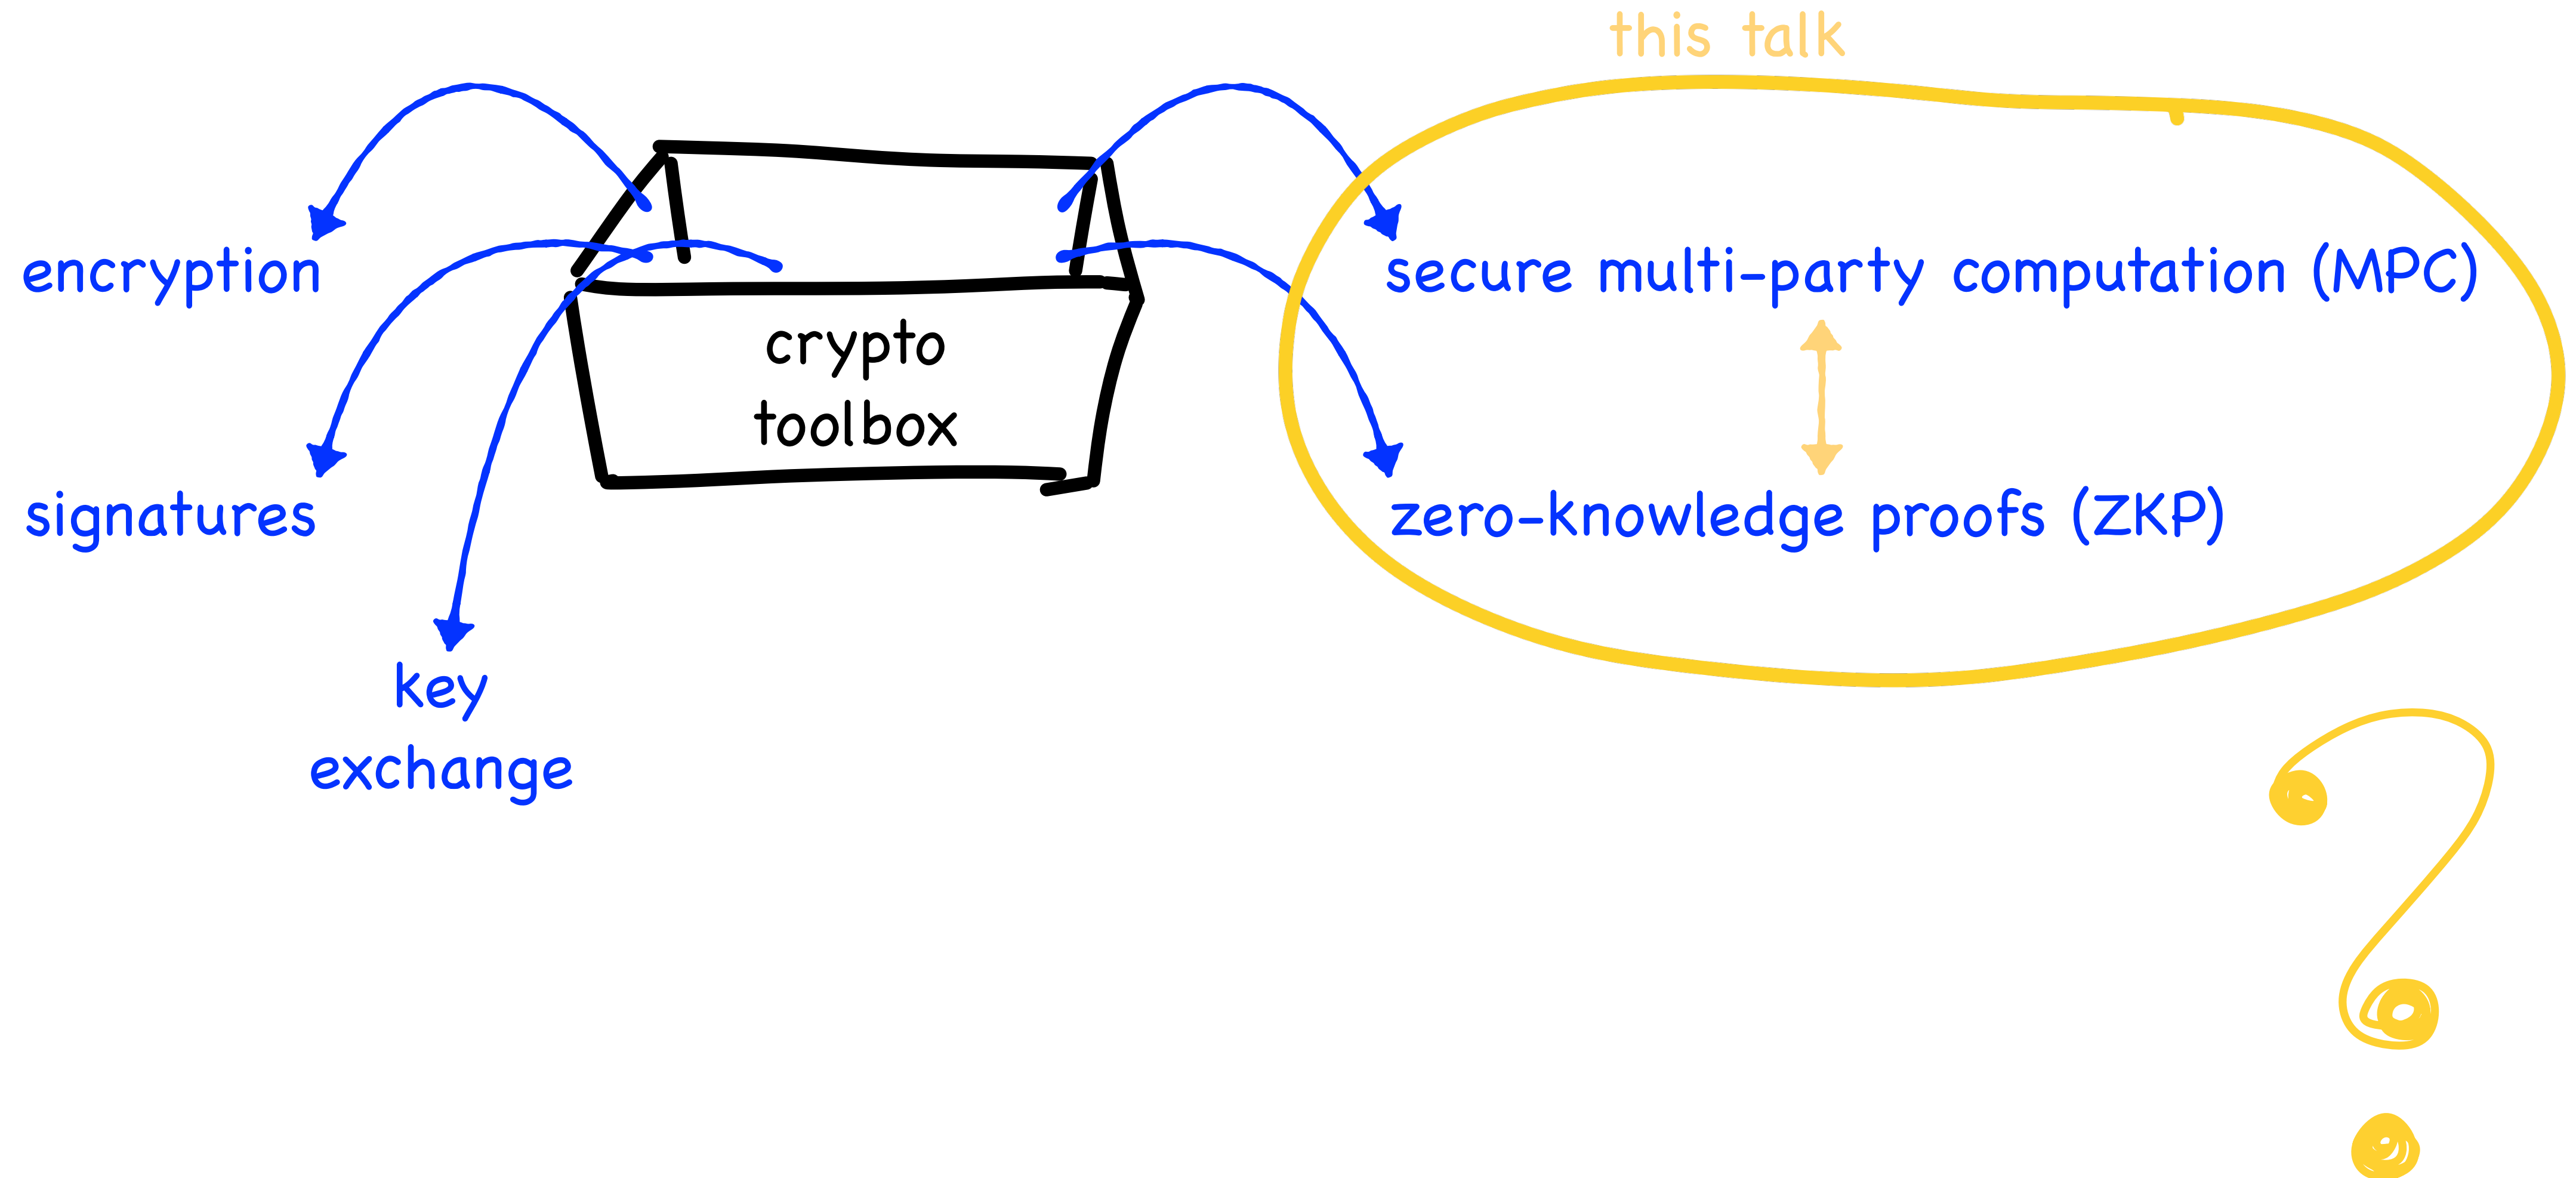 this talk
encryption
signatures
key
exchange
crypto
toolbox
secure multi-party computation (MPC)
zero-knowledge proofs (ZKP)
?